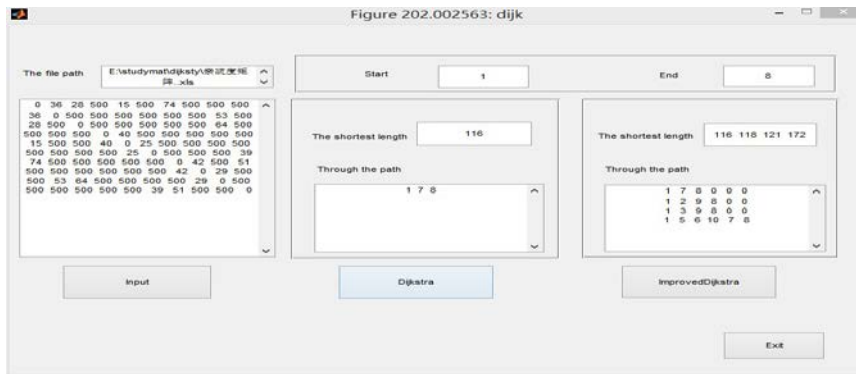 Figure 202.002563: dijk
The file path
E:\studymat\dijksty\
.xls
Start
1
End
8
0 36 28 500 15 500 74 500 500 500
36 0 500 500 500 500 500 500 53 500
28 500 0 500 500 500 500 500 64 500
500 500 500 0 40 500 500 500 500 500
15 500 500 40 0 25 500 500 500 500
500 500 500 500 25 0 500 500 500 39
74 500 500 500 500 500 0 42 500 51
500 500 500 500 500 500 42 0 29 500
500 53 64 500 500 500 500 29 0 500
500 500 500 500 500 39 51 500 500 0
The shortest length
116
Through the path
1 7 8
The shortest length
116 118 121 172
Through the path
1 7 8 0 0 0
1 2 9 8 0 0
1 3 9 8 0 0
1 5 6 10 7 8
Input
Dijkstra
ImprovedDijkstra
Exit